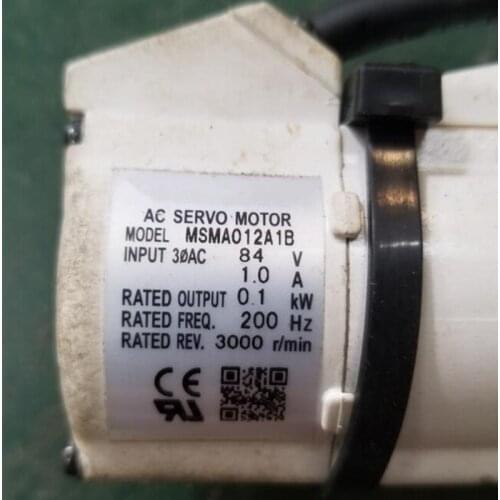 AC SERVO MOTOR
MODEL MSMA012A1B
INPUT 3øAC 84 V
1.0 A
RATED OUTPUT 0.1 kW
RATED FREQ. 200 Hz
RATED REV. 3000 r/min
CE
RU